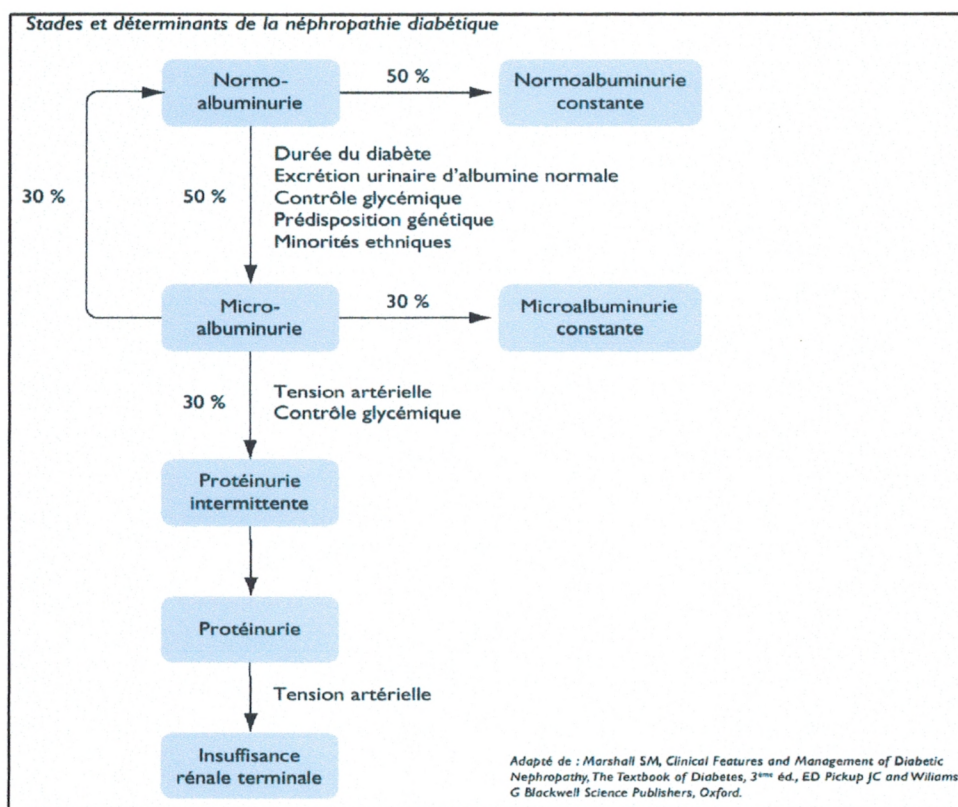 Stades et déterminants de la néphropathie diabétique
Normo-
albuminurie
50 %
Normoalbuminurie
constante
30 %
50 %
Durée du diabète
Excrétion urinaire d'albumine normale
Contrôle glycémique
Prédisposition génétique
Minorités ethniques
Micro-
albuminurie
30 %
Microalbuminurie
constante
30 %
Tension artérielle
Contrôle glycémique
Protéinurie
intermittente
Protéinurie
Tension artérielle
Insuffisance
rénale terminale
Adapté de : Marshall SM, Clinical Features and Management of Diabetic
Nephropathy, The Textbook of Diabetes, 3ème éd., ED Pickup JC and Wiliams
G Blackwell Science Publishers, Oxford.